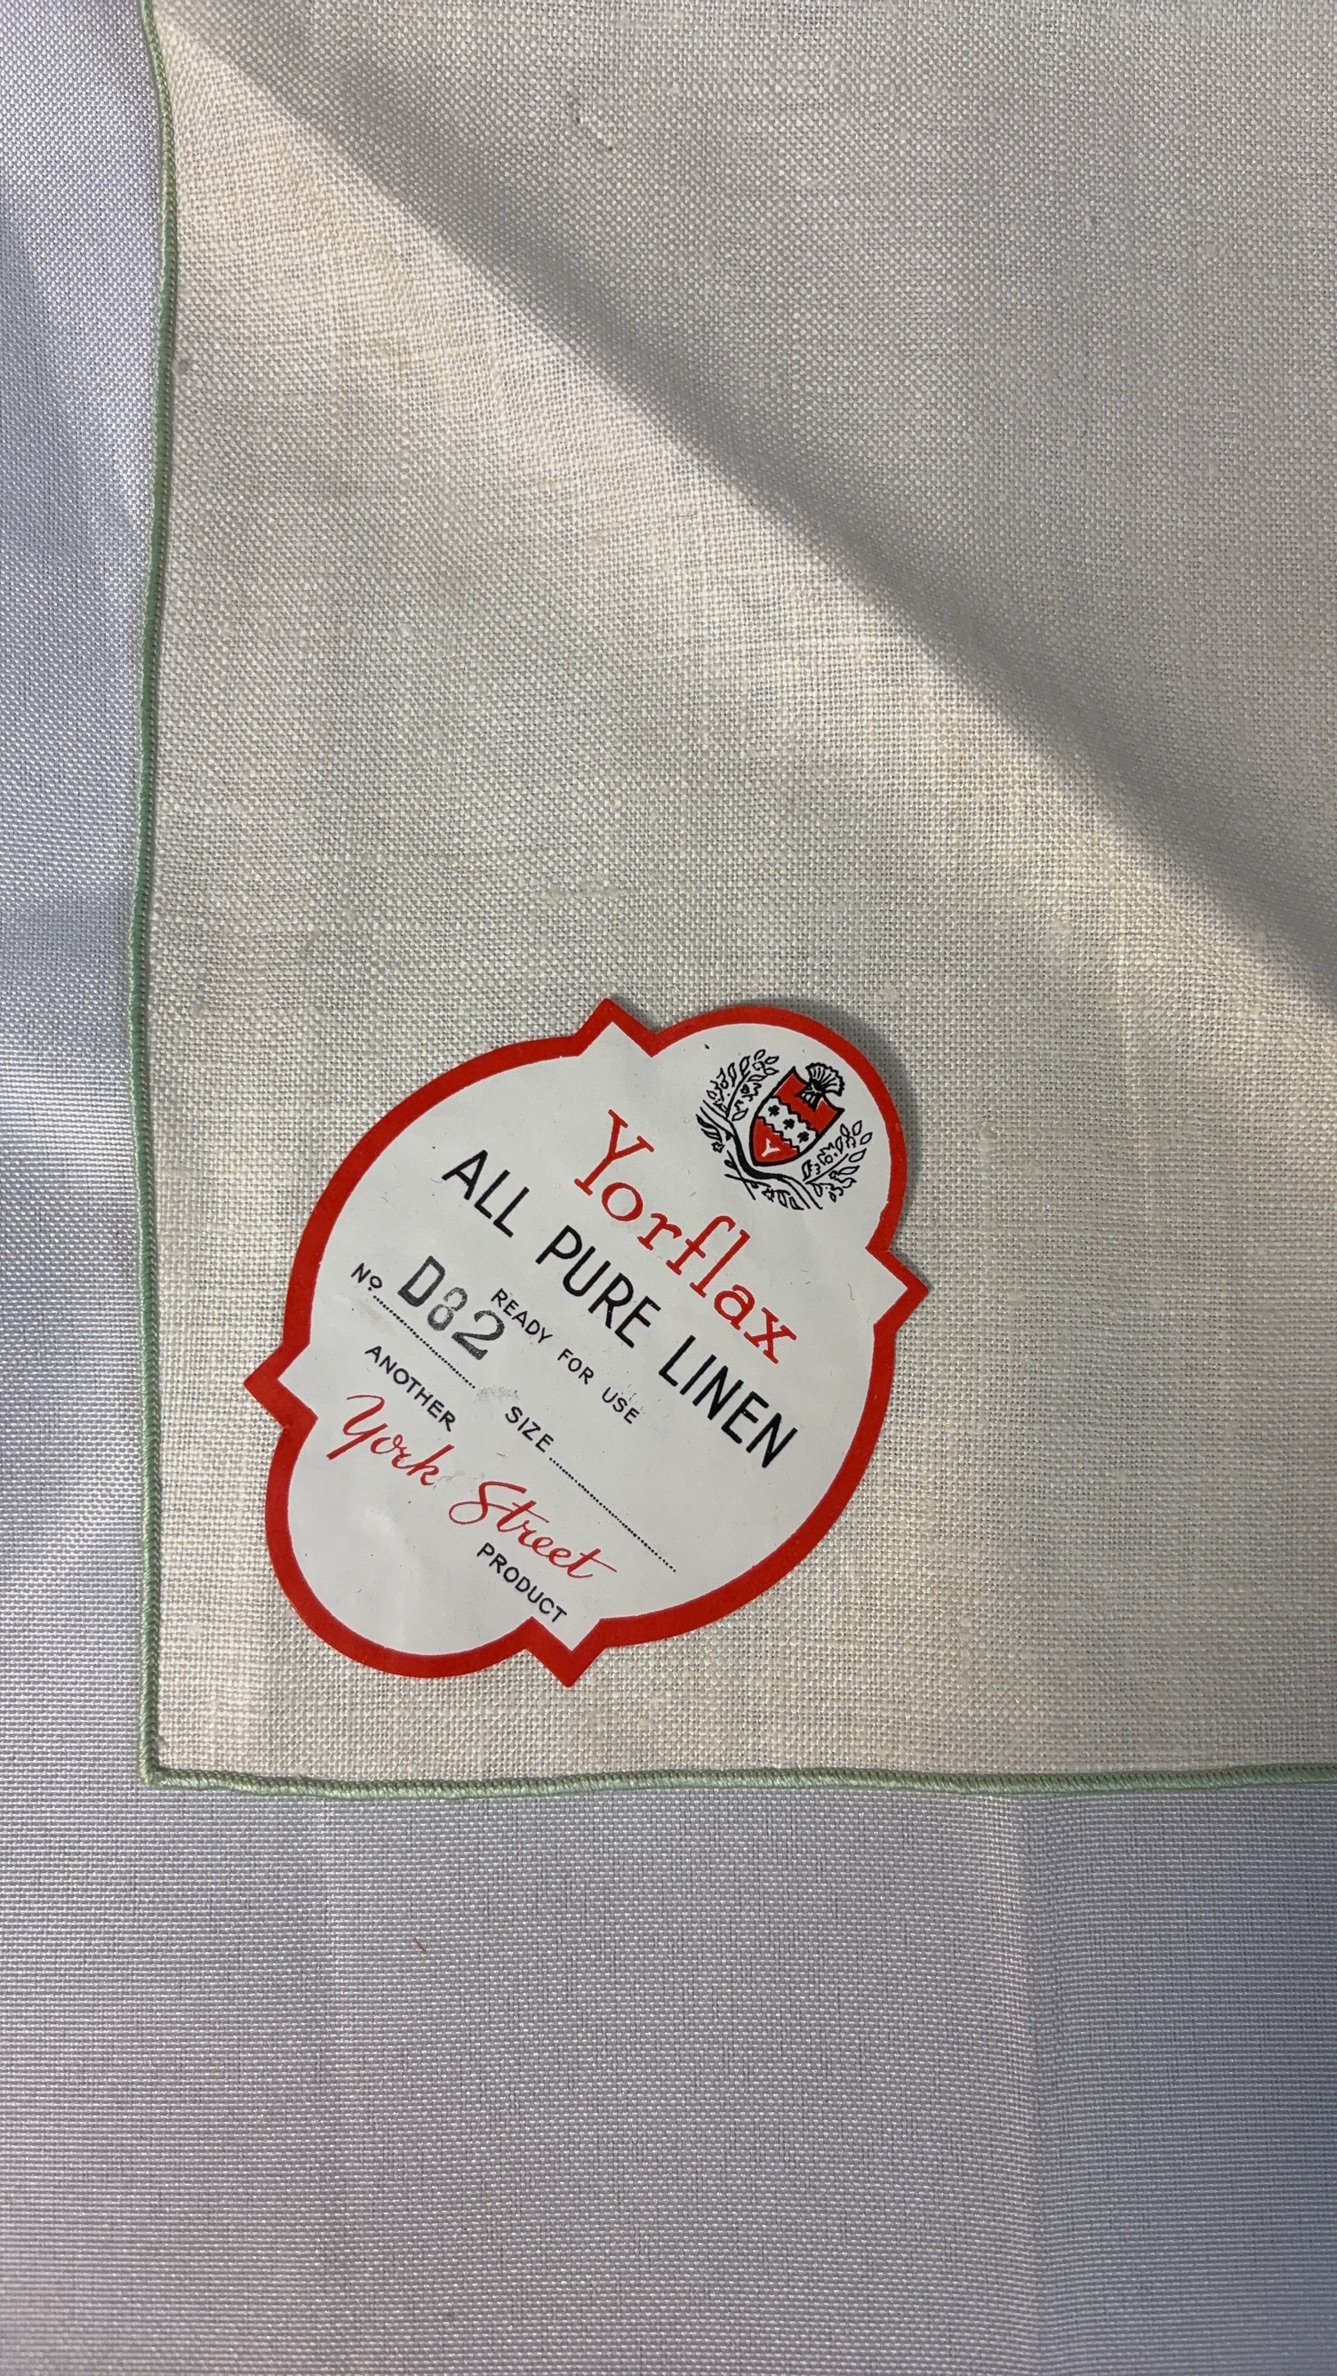 Y
Yorflax
ALL PURE LINEN
READY FOR USE
Nº D82 SIZE
ANOTHER
York Street
PRODUCT